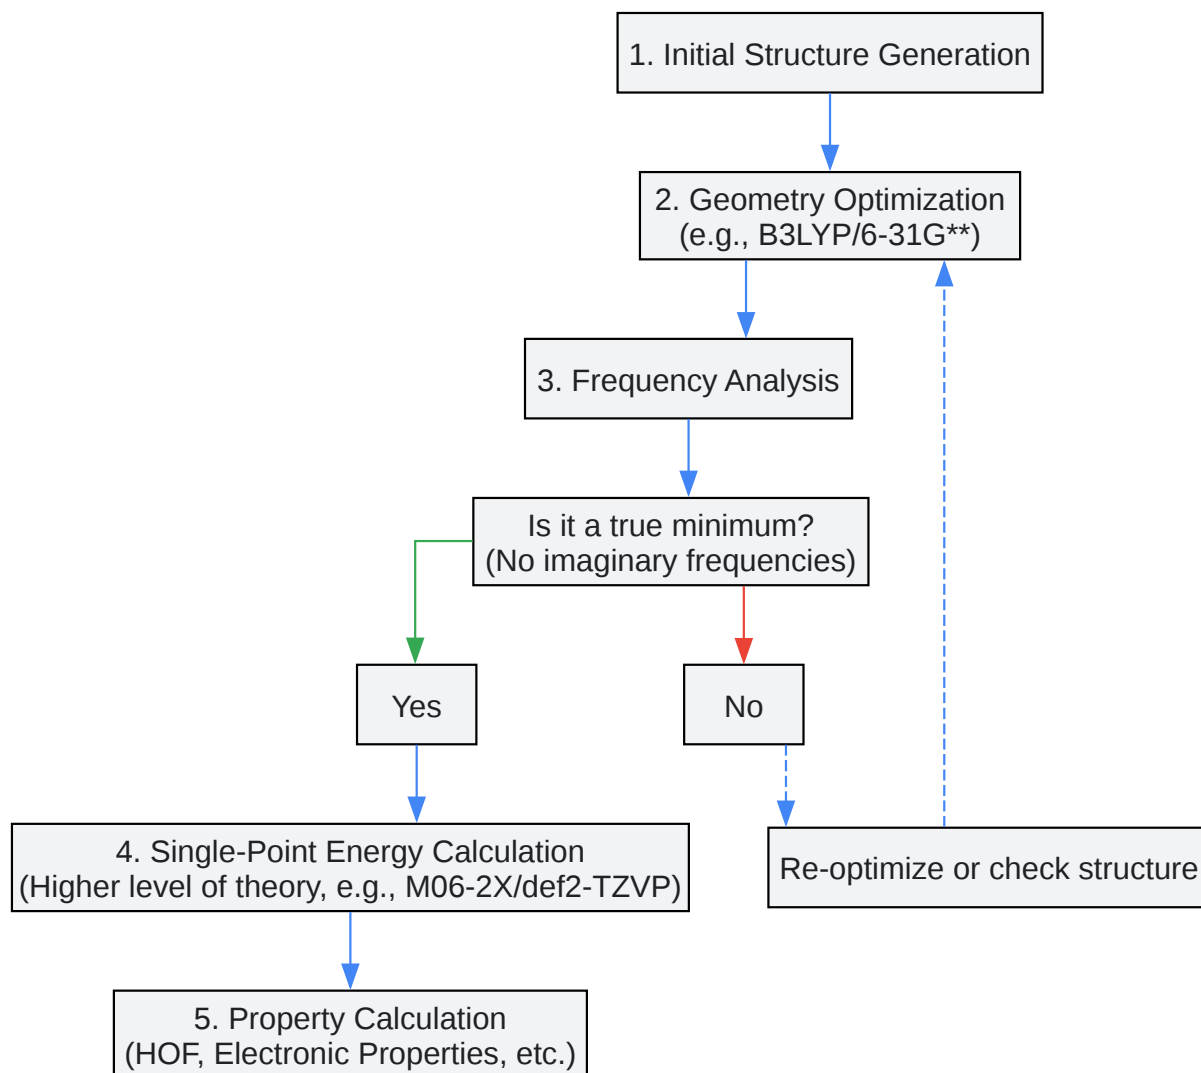 1. Initial Structure Generation
2. Geometry Optimization
(e.g., B3LYP/6-31G**)
3. Frequency Analysis
Is it a true minimum?
(No imaginary frequencies)
Yes
No
4. Single-Point Energy Calculation
(Higher level of theory, e.g., M06-2X/def2-TZVP)
Re-optimize or check structure
5. Property Calculation
(HOF, Electronic Properties, etc.)